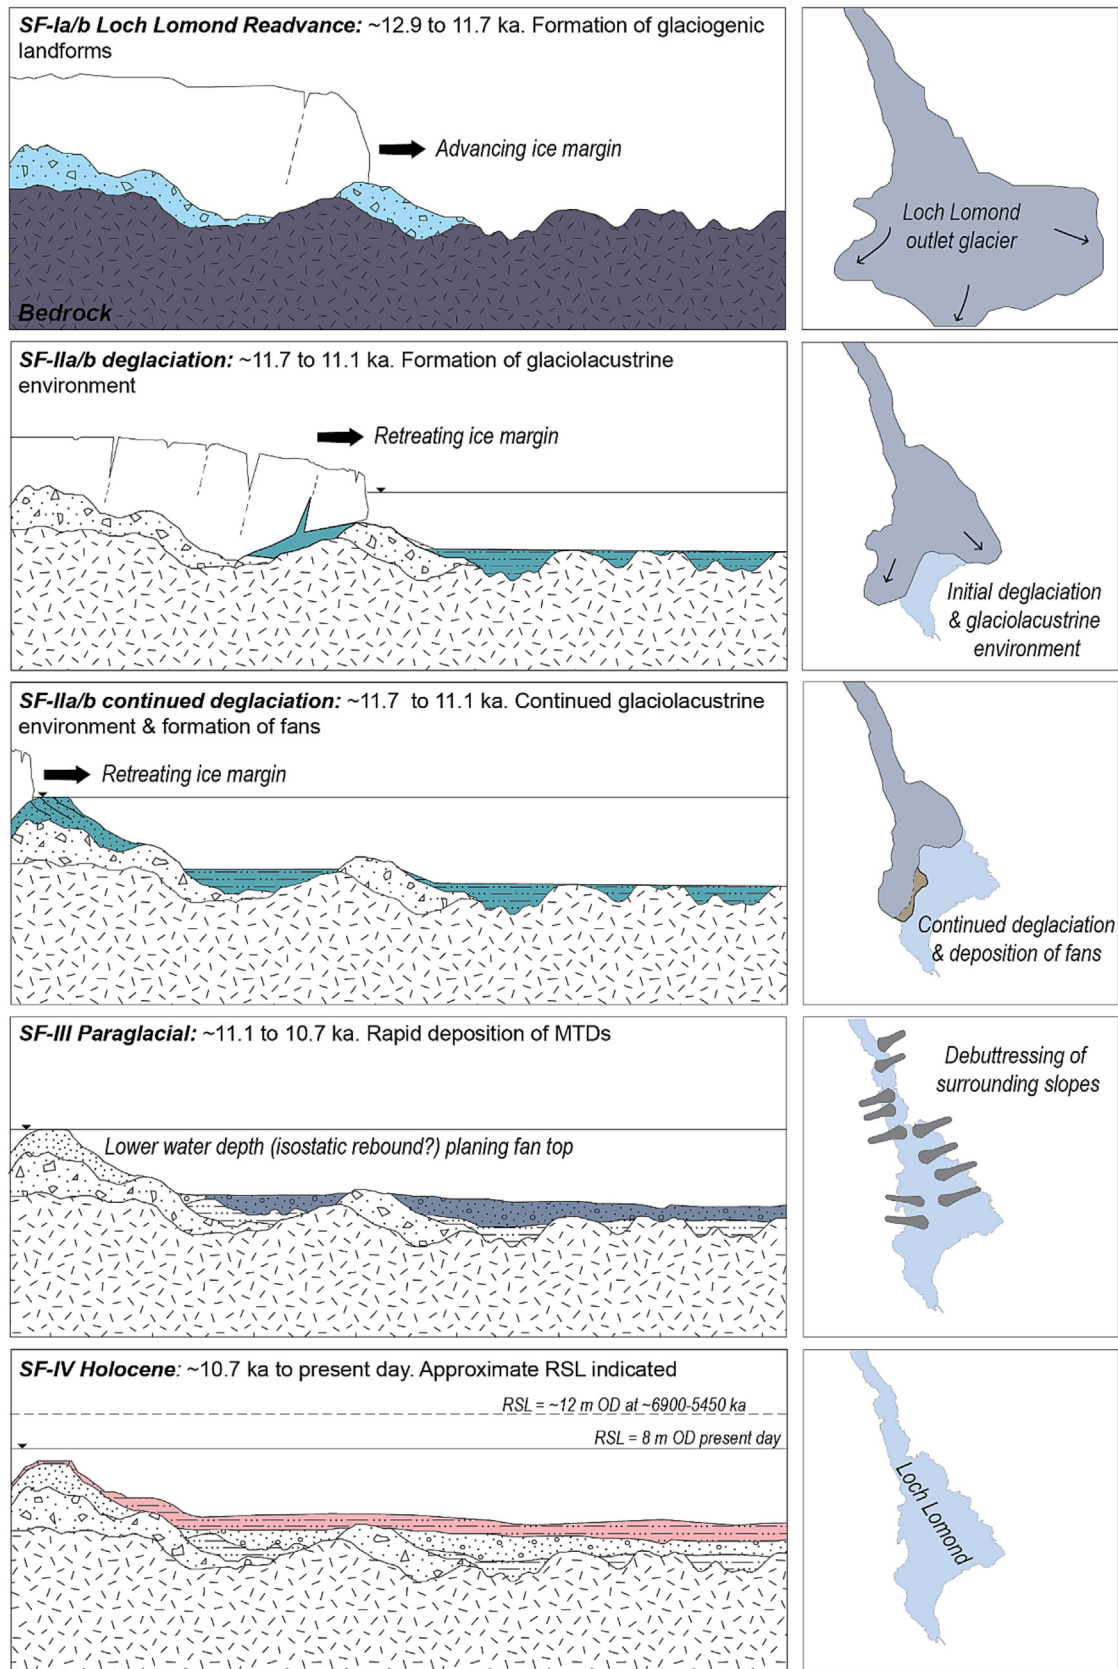 SF-Ia/b Loch Lomond Readvance: ~12.9 to 11.7 ka. Formation of glaciogenic
landforms
Advancing ice margin
Bedrock
Loch Lomond
outlet glacier
SF-IIa/b deglaciation: ~11.7 to 11.1 ka. Formation of glaciolacustrine
environment
Retreating ice margin
Initial deglaciation
& glaciolacustrine
environment
SF-IIa/b continued deglaciation: ~11.7 to 11.1 ka. Continued glaciolacustrine
environment & formation of fans
Retreating ice margin
Continued deglaciation
& deposition of fans
SF-III Paraglacial: ~11.1 to 10.7 ka. Rapid deposition of MTDs
Lower water depth (isostatic rebound?) planing fan top
Debuttressing of
surrounding slopes
SF-IV Holocene: ~10.7 ka to present day. Approximate RSL indicated
RSL = ~12 m OD at ~6900-5450 ka
RSL = 8 m OD present day
Loch Lomond